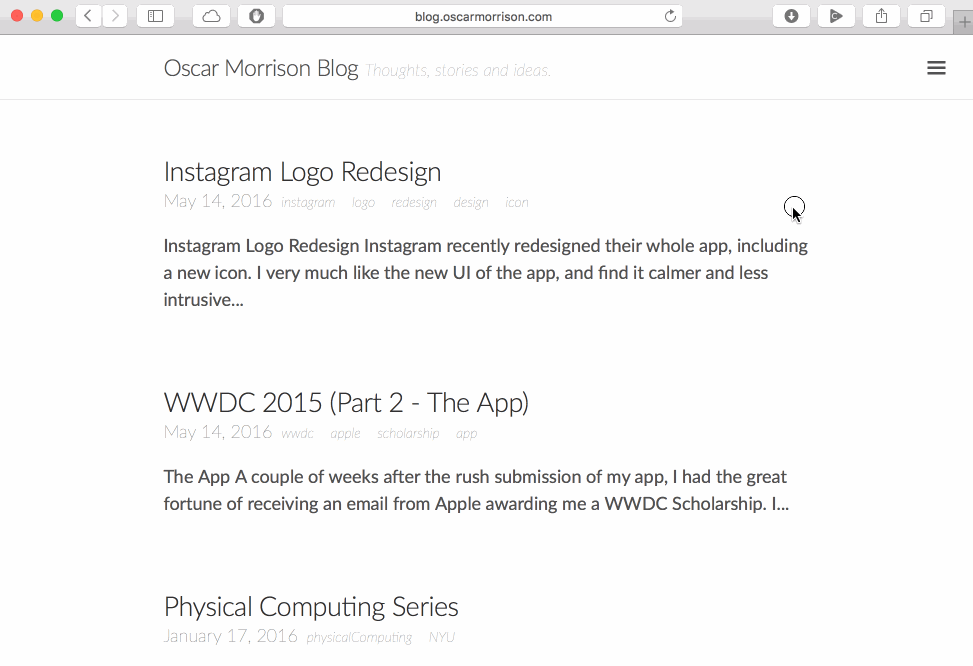 blog.oscarmorrison.com
Oscar Morrison Blog Thoughts, stories and ideas.
Instagram Logo Redesign
May 14, 2016 instagram logo redesign design icon
Instagram Logo Redesign Instagram recently redesigned their whole app, including
a new icon. I very much like the new UI of the app, and find it calmer and less
intrusive...
WWDC 2015 (Part 2 - The App)
May 14, 2016 wwdc apple scholarship app
The App A couple of weeks after the rush submission of my app, I had the great
fortune of receiving an email from Apple awarding me a WWDC Scholarship. I...
Physical Computing Series
January 17, 2016 physicalComputing NYU